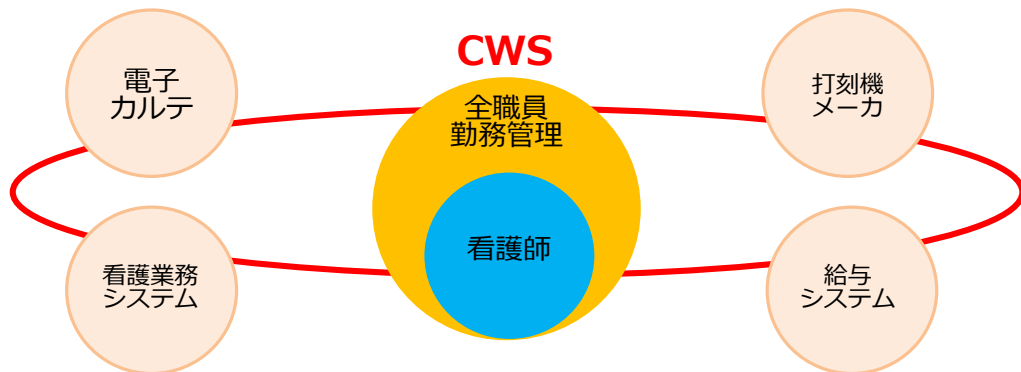 CWS
電子
カルテ
全職員
勤務管理
打刻機
メーカ
看護師
看護業務
システム
給与
システム